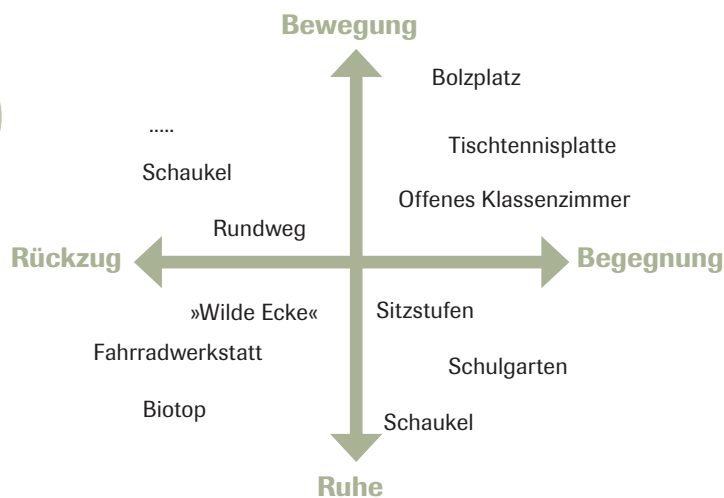 Bewegung
Bolzplatz
.....
Tischtennisplatte
Schaukel
Offenes Klassenzimmer
Rundweg
Rückzug
Begegnung
»Wilde Ecke«
Sitzstufen
Fahrradwerkstatt
Schulgarten
Biotop
Schaukel
Ruhe